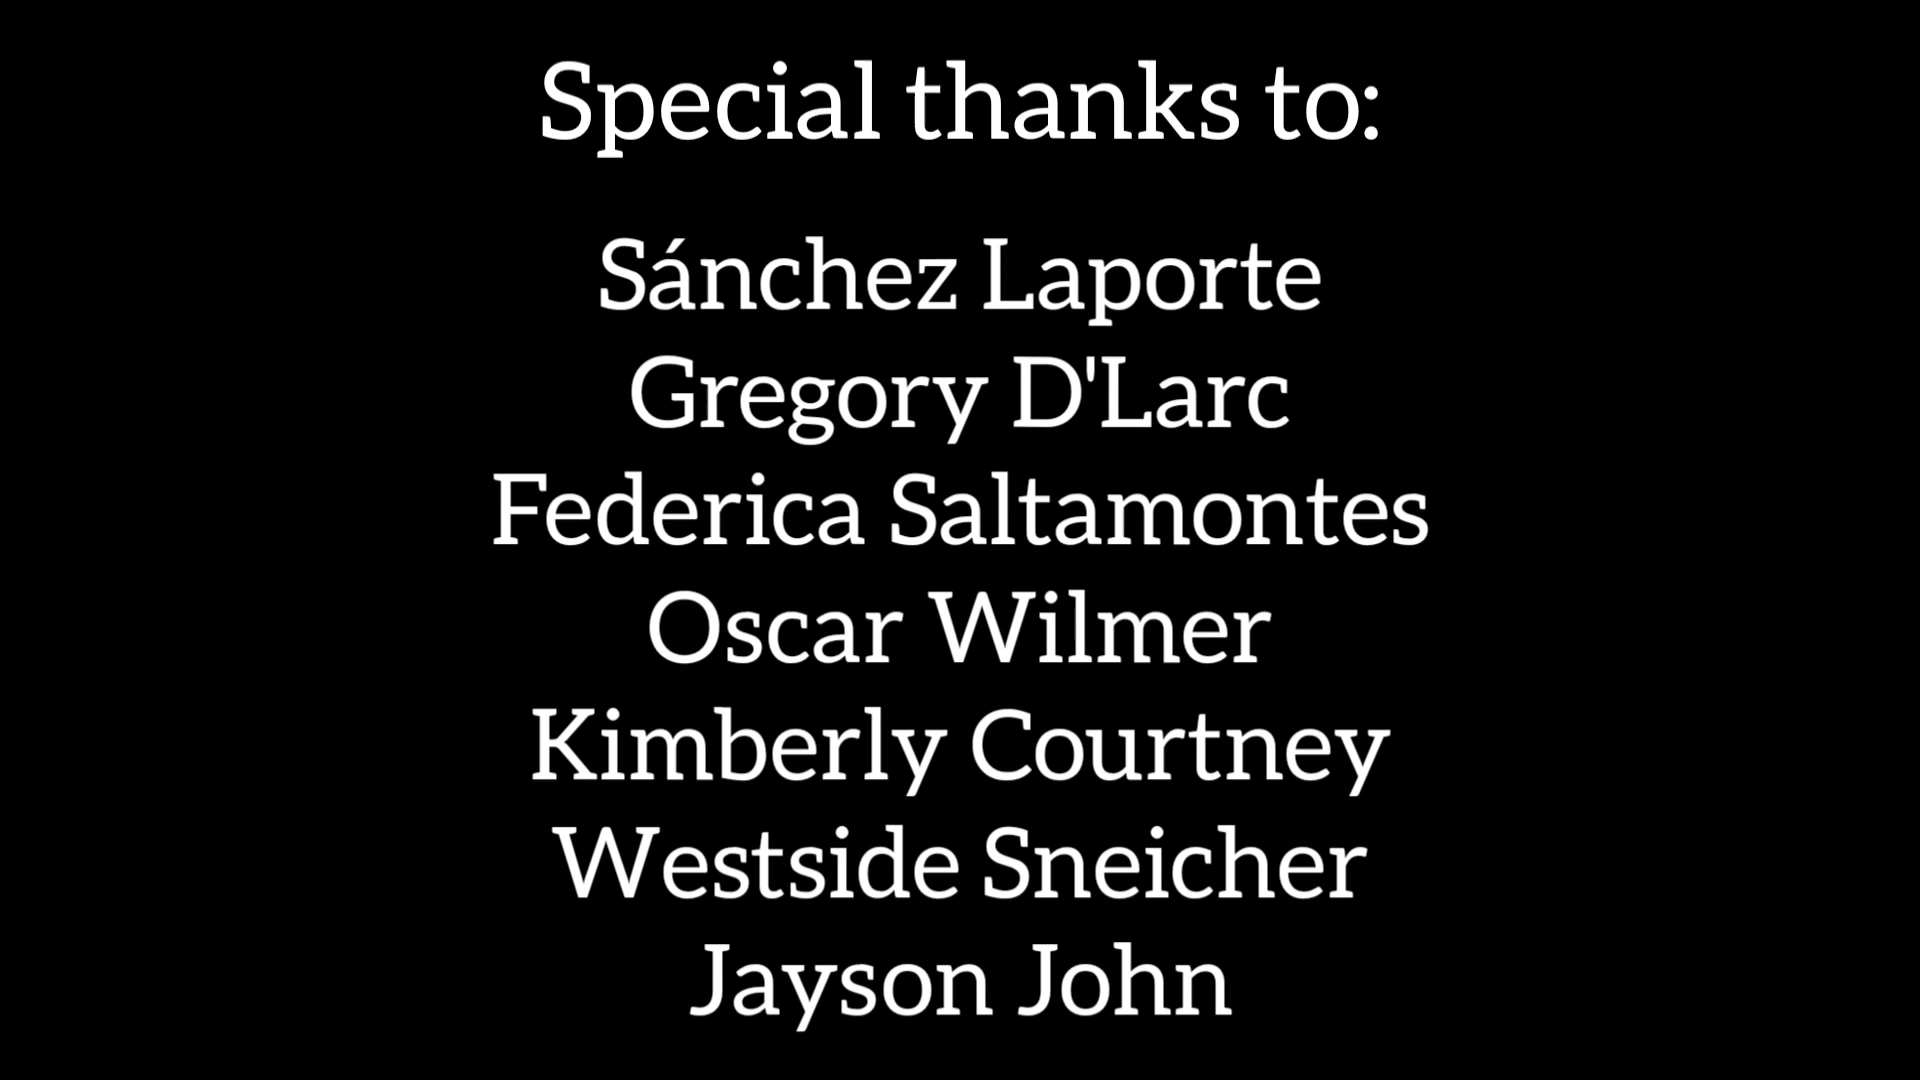 Special thanks to:
Sánchez Laporte
Gregory D'Larc
Federica Saltamontes
Oscar Wilmer
Kimberly Courtney
Westside Sneicher
Jayson John